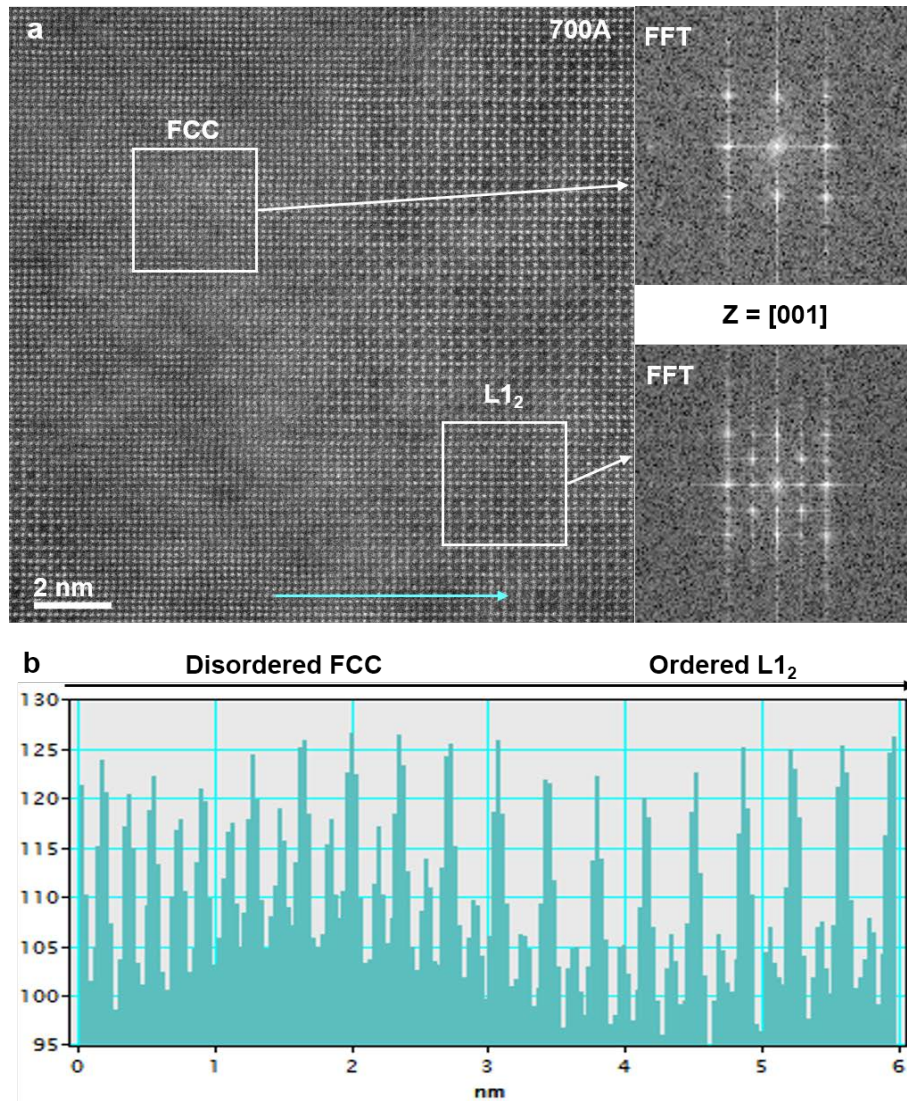 a
700A
FFT
FCC
Z = [001]
FFT
L1₂
2 nm
b
Disordered FCC
Ordered L1₂
130
125
120
115
110
105
100
95
0 1 2 3 4 5 6
nm